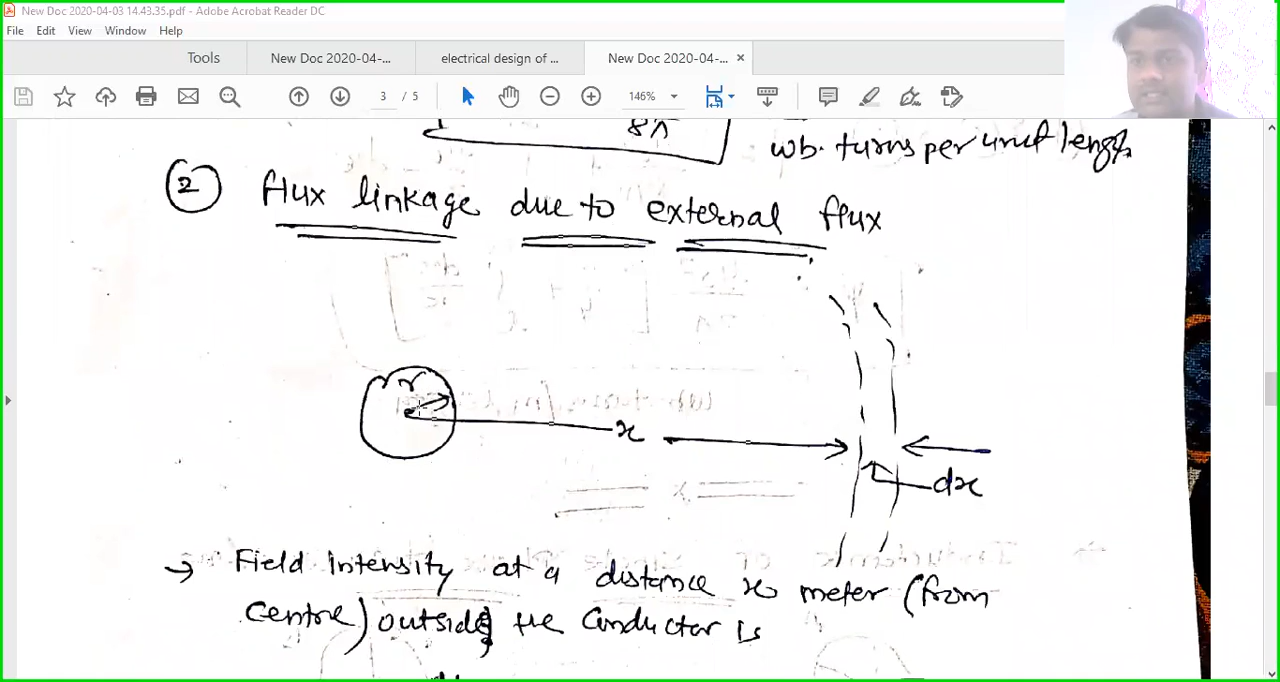 New Doc 2020-04-03 14.43.35.pdf - Adobe Acrobat Reader DC
File Edit View Window Help
Tools New Doc 2020-04-... electrical design of ... New Doc 2020-04-... ×
3 / 5 146%
8π
wb. turns per unit length
② flux linkage due to external flux
r
x
dx
→ Field intensity at a distance x meter (from
centre) outside the conductor is